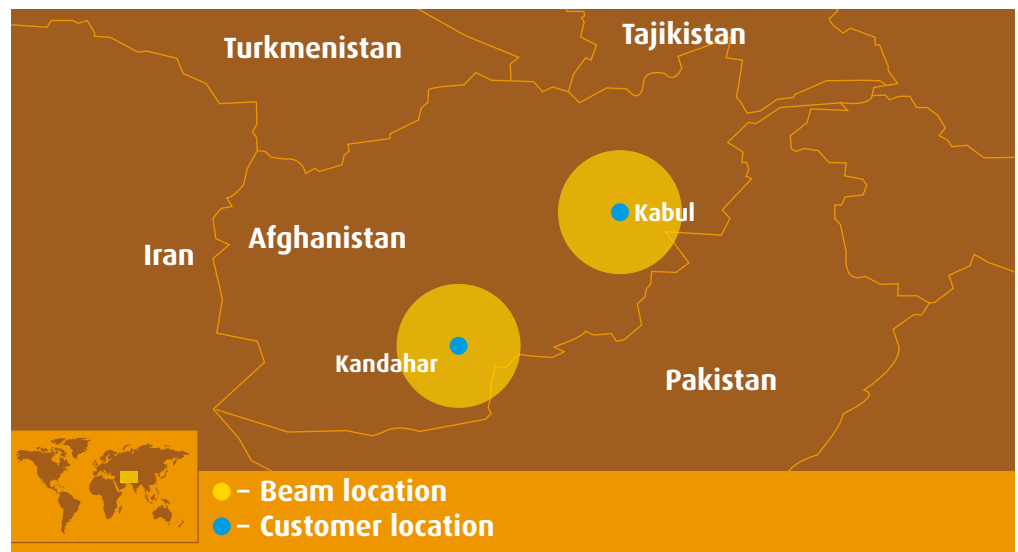 Turkmenistan
Tajikistan
Kabul
Afghanistan
Iran
Kandahar
Pakistan
– Beam location
– Customer location